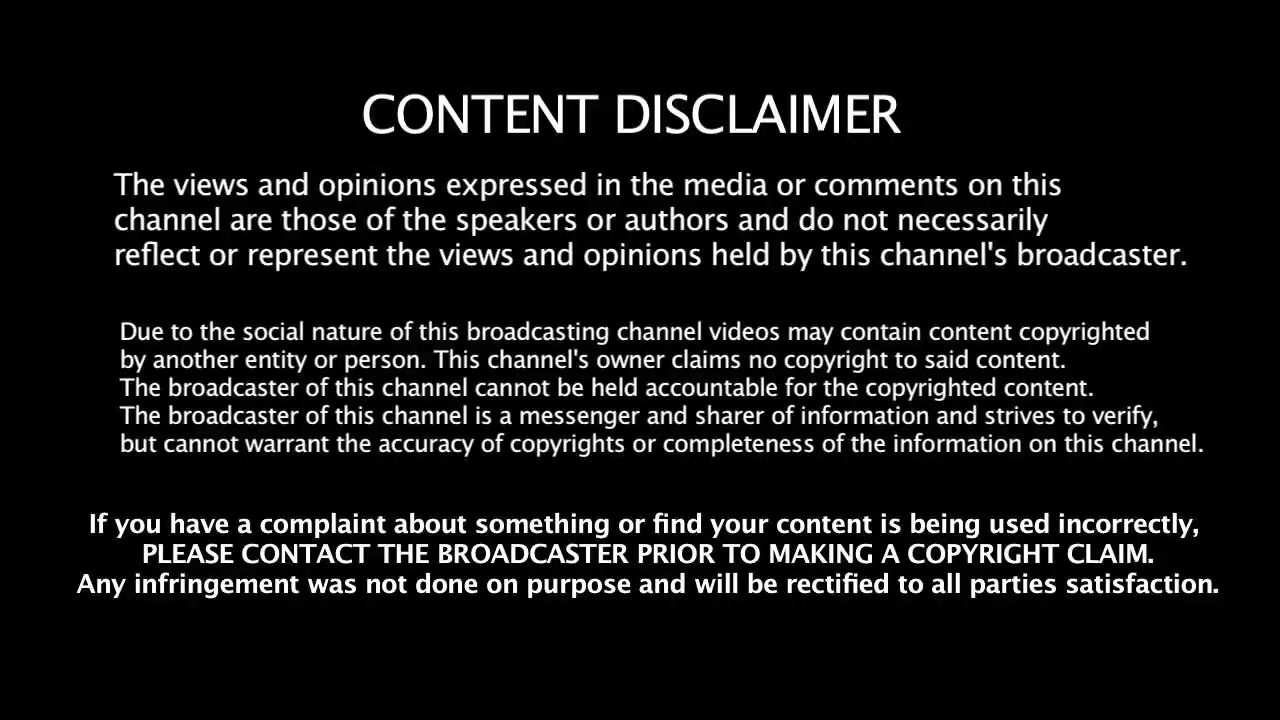 CONTENT DISCLAIMER
The views and opinions expressed in the media or comments on this
channel are those of the speakers or authors and do not necessarily
reflect or represent the views and opinions held by this channel's broadcaster.
Due to the social nature of this broadcasting channel videos may contain content copyrighted
by another entity or person. This channel's owner claims no copyright to said content.
The broadcaster of this channel cannot be held accountable for the copyrighted content.
The broadcaster of this channel is a messenger and sharer of information and strives to verify,
but cannot warrant the accuracy of copyrights or completeness of the information on this channel.
If you have a complaint about something or find your content is being used incorrectly,
PLEASE CONTACT THE BROADCASTER PRIOR TO MAKING A COPYRIGHT CLAIM.
Any infringement was not done on purpose and will be rectified to all parties satisfaction.